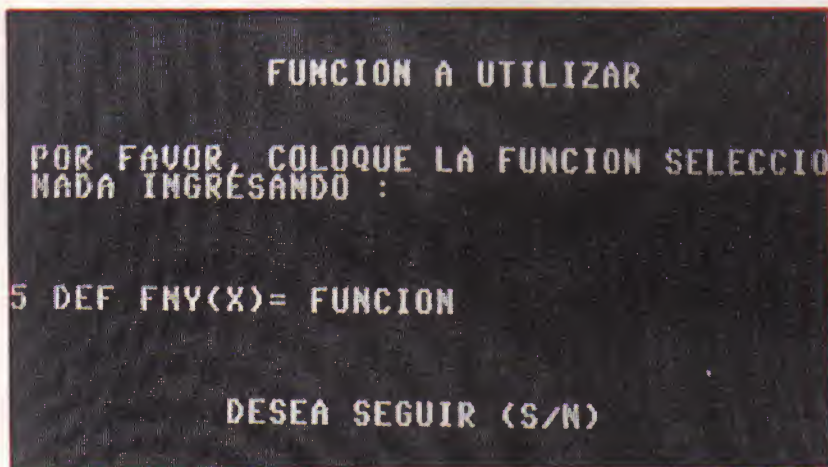 FUNCION A UTILIZAR
POR FAVOR, COLOQUE LA FUNCION SELECCIO
NADA INGRESANDO :
5 DEF FNY(X)= FUNCION
DESEA SEGUIR (S/N)